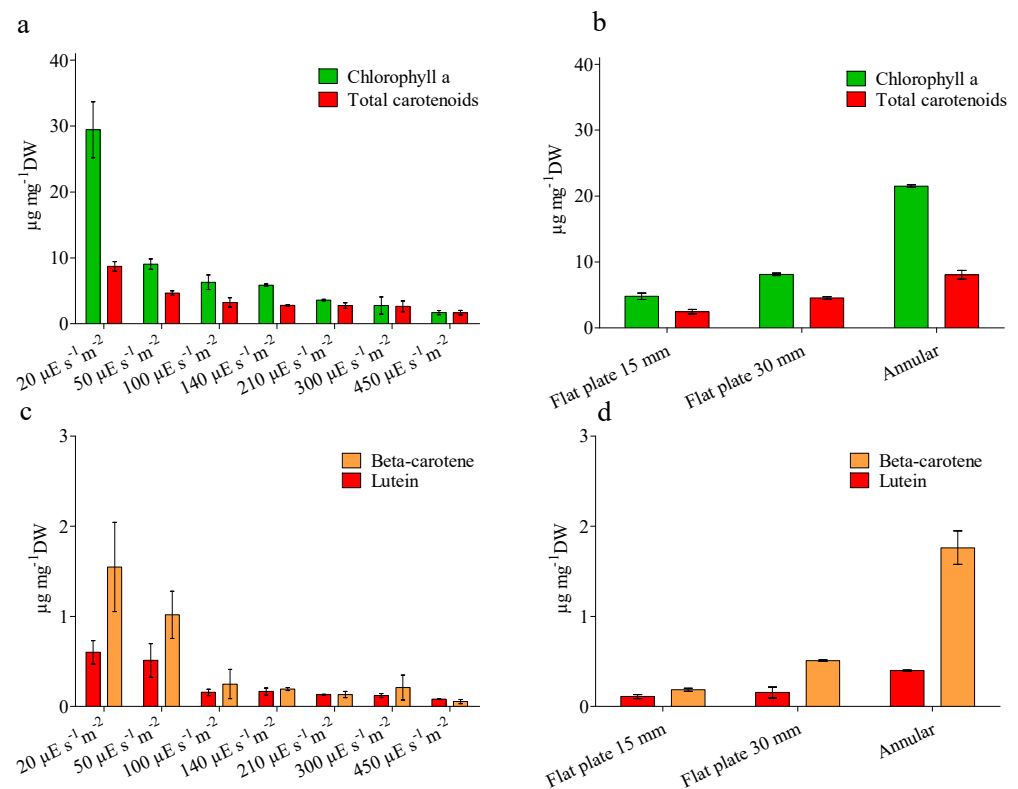 a
40
30
20
10
0
µg mg⁻¹DW
Chlorophyll a
Total carotenoids
20 µE s⁻¹ m⁻²
50 µE s⁻¹ m⁻²
100 µE s⁻¹ m⁻²
140 µE s⁻¹ m⁻²
210 µE s⁻¹ m⁻²
300 µE s⁻¹ m⁻²
450 µE s⁻¹ m⁻²
b
40
30
20
10
0
µg mg⁻¹DW
Chlorophyll a
Total carotenoids
Flat plate 15 mm
Flat plate 30 mm
Annular
c
3
2
1
0
µg mg⁻¹DW
Beta-carotene
Lutein
20 µE s⁻¹ m⁻²
50 µE s⁻¹ m⁻²
100 µE s⁻¹ m⁻²
140 µE s⁻¹ m⁻²
210 µE s⁻¹ m⁻²
300 µE s⁻¹ m⁻²
450 µE s⁻¹ m⁻²
d
3
2
1
0
µg mg⁻¹DW
Beta-carotene
Lutein
Flat plate 15 mm
Flat plate 30 mm
Annular